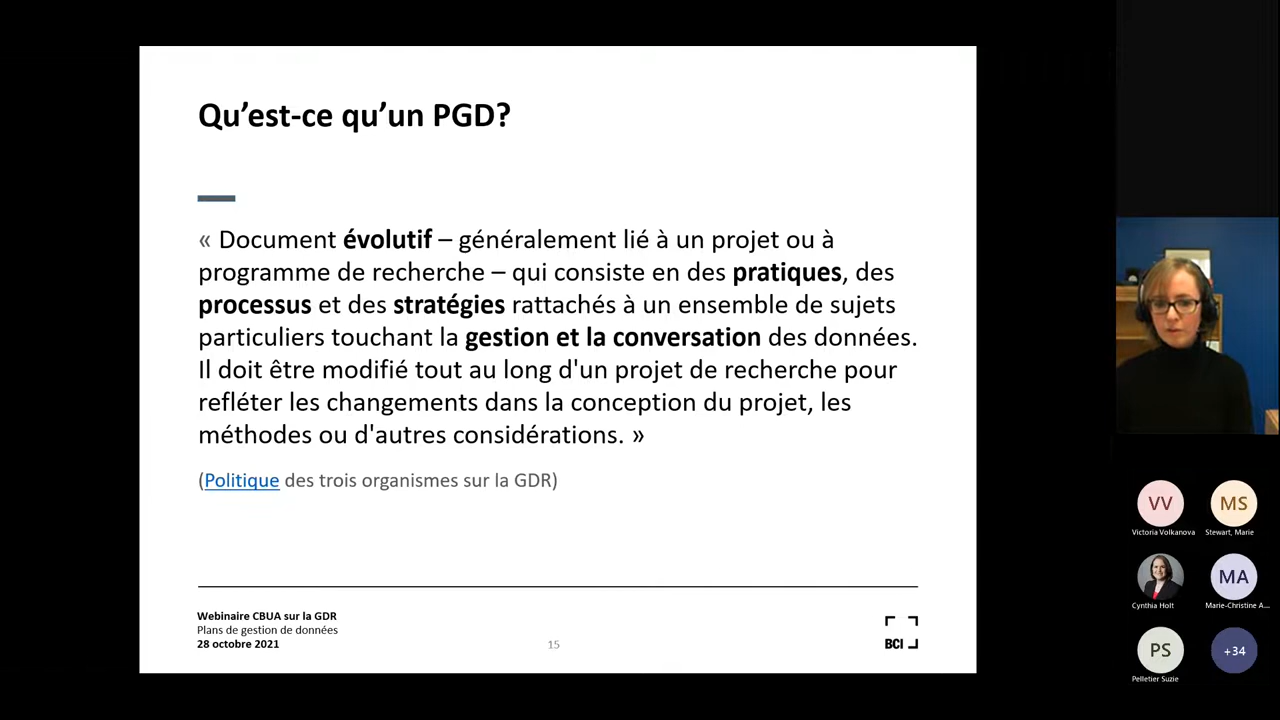 Qu’est-ce qu’un PGD?
« Document évolutif – généralement lié à un projet ou à
programme de recherche – qui consiste en des pratiques, des
processus et des stratégies rattachés à un ensemble de sujets
particuliers touchant la gestion et la conversation des données.
Il doit être modifié tout au long d'un projet de recherche pour
refléter les changements dans la conception du projet, les
méthodes ou d'autres considérations. »
(Politique des trois organismes sur la GDR)
Webinaire CBUA sur la GDR
Plans de gestion de données
28 octobre 2021
15
BCI
VV
MS
Victoria Volkanova
Stewart, Marie
MA
Cynthia Holt
Marie-Christine A...
PS
+34
Pelletier Suzie